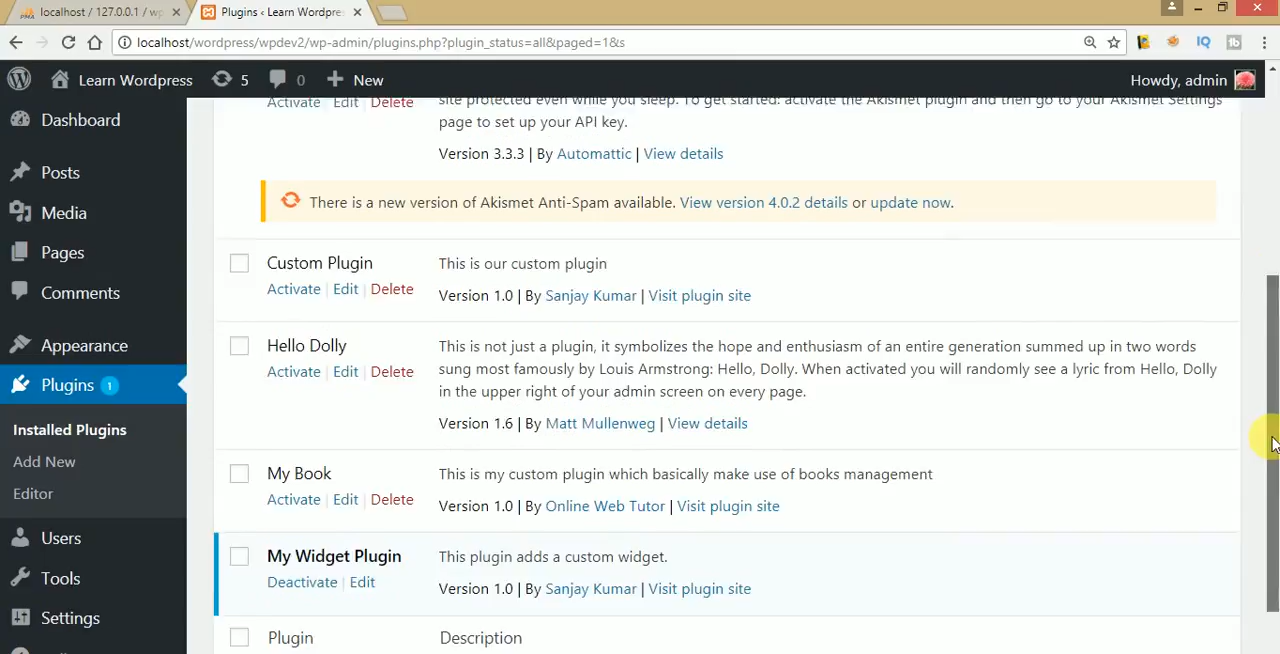 localhost / 127.0.0.1 / wp
Plugins ‹ Learn Wordpres
localhost/wordpress/wpdev2/wp-admin/plugins.php?plugin_status=all&paged=1&s
Learn Wordpress 5 0 New Howdy, admin
Dashboard
Posts
Media
Pages
Comments
Appearance
Plugins 1
Installed Plugins
Add New
Editor
Users
Tools
Settings
Activate | Edit | Delete
site protected even while you sleep. To get started: activate the Akismet plugin and then go to your Akismet Settings
page to set up your API key.
Version 3.3.3 | By Automattic | View details
There is a new version of Akismet Anti-Spam available. View version 4.0.2 details or update now.
Custom Plugin
Activate | Edit | Delete
This is our custom plugin
Version 1.0 | By Sanjay Kumar | Visit plugin site
Hello Dolly
Activate | Edit | Delete
This is not just a plugin, it symbolizes the hope and enthusiasm of an entire generation summed up in two words
sung most famously by Louis Armstrong: Hello, Dolly. When activated you will randomly see a lyric from Hello, Dolly
in the upper right of your admin screen on every page.
Version 1.6 | By Matt Mullenweg | View details
My Book
Activate | Edit | Delete
This is my custom plugin which basically make use of books management
Version 1.0 | By Online Web Tutor | Visit plugin site
My Widget Plugin
Deactivate | Edit
This plugin adds a custom widget.
Version 1.0 | By Sanjay Kumar | Visit plugin site
Plugin
Description